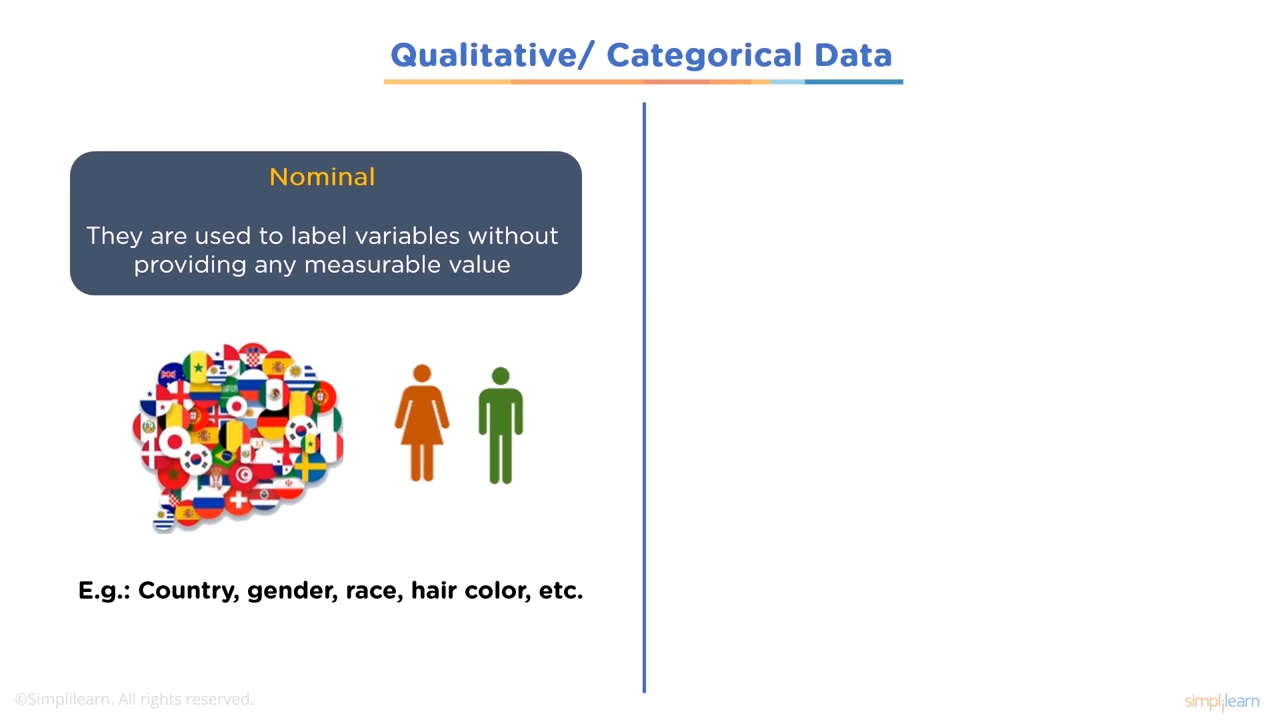 Qualitative/ Categorical Data
Nominal
They are used to label variables without
providing any measurable value
E.g.: Country, gender, race, hair color, etc.
©Simplilearn. All rights reserved.
simplilearn